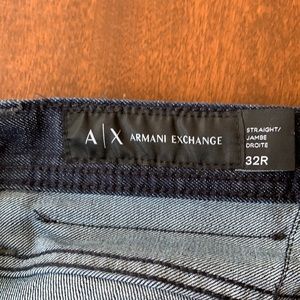 A|X ARMANI EXCHANGE
STRAIGHT/
JAMBE
DROITE
32R